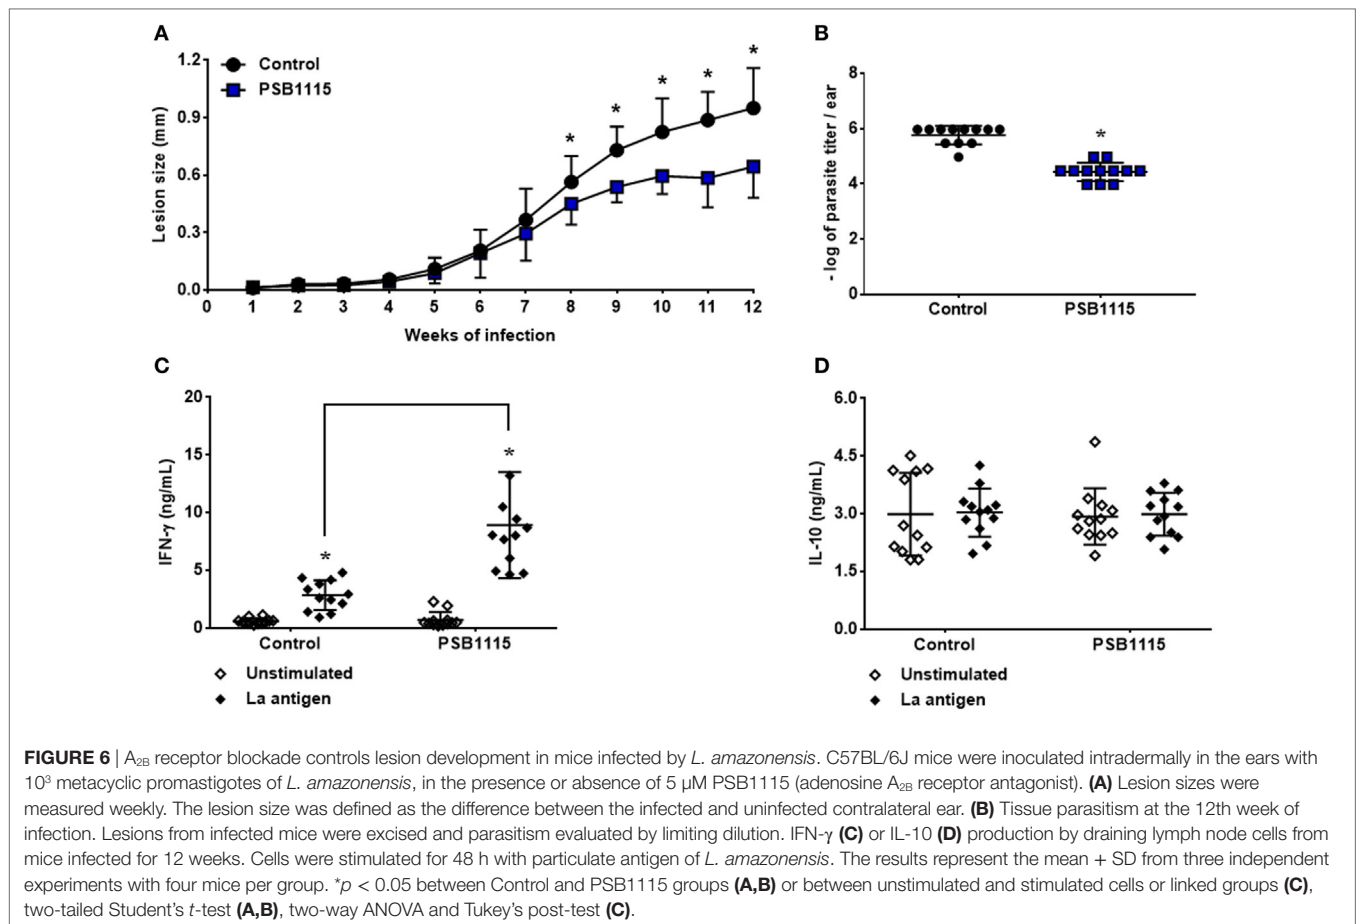 A
1.2
0.9
0.6
0.3
0.0
Lesion size (mm)
Control
PSB1115
* * * * *
0 1 2 3 4 5 6 7 8 9 10 11 12
Weeks of infection
B
8
6
4
2
0
- log of parasite titer / ear
*
Control PSB1115
C
20
15
10
5
0
IFN-γ (ng/mL)
*
*
Control PSB1115
Unstimulated
La antigen
D
6.0
4.5
3.0
1.5
0.0
IL-10 (ng/mL)
Control PSB1115
Unstimulated
La antigen
FIGURE 6 | A2B receptor blockade controls lesion development in mice infected by L. amazonensis. C57BL/6J mice were inoculated intradermally in the ears with
10³ metacyclic promastigotes of L. amazonensis, in the presence or absence of 5 µM PSB1115 (adenosine A2B receptor antagonist). (A) Lesion sizes were
measured weekly. The lesion size was defined as the difference between the infected and uninfected contralateral ear. (B) Tissue parasitism at the 12th week of
infection. Lesions from infected mice were excised and parasitism evaluated by limiting dilution. IFN-γ (C) or IL-10 (D) production by draining lymph node cells from
mice infected for 12 weeks. Cells were stimulated for 48 h with particulate antigen of L. amazonensis. The results represent the mean + SD from three independent
experiments with four mice per group. *p < 0.05 between Control and PSB1115 groups (A,B) or between unstimulated and stimulated cells or linked groups (C),
two-tailed Student's t-test (A,B), two-way ANOVA and Tukey's post-test (C).